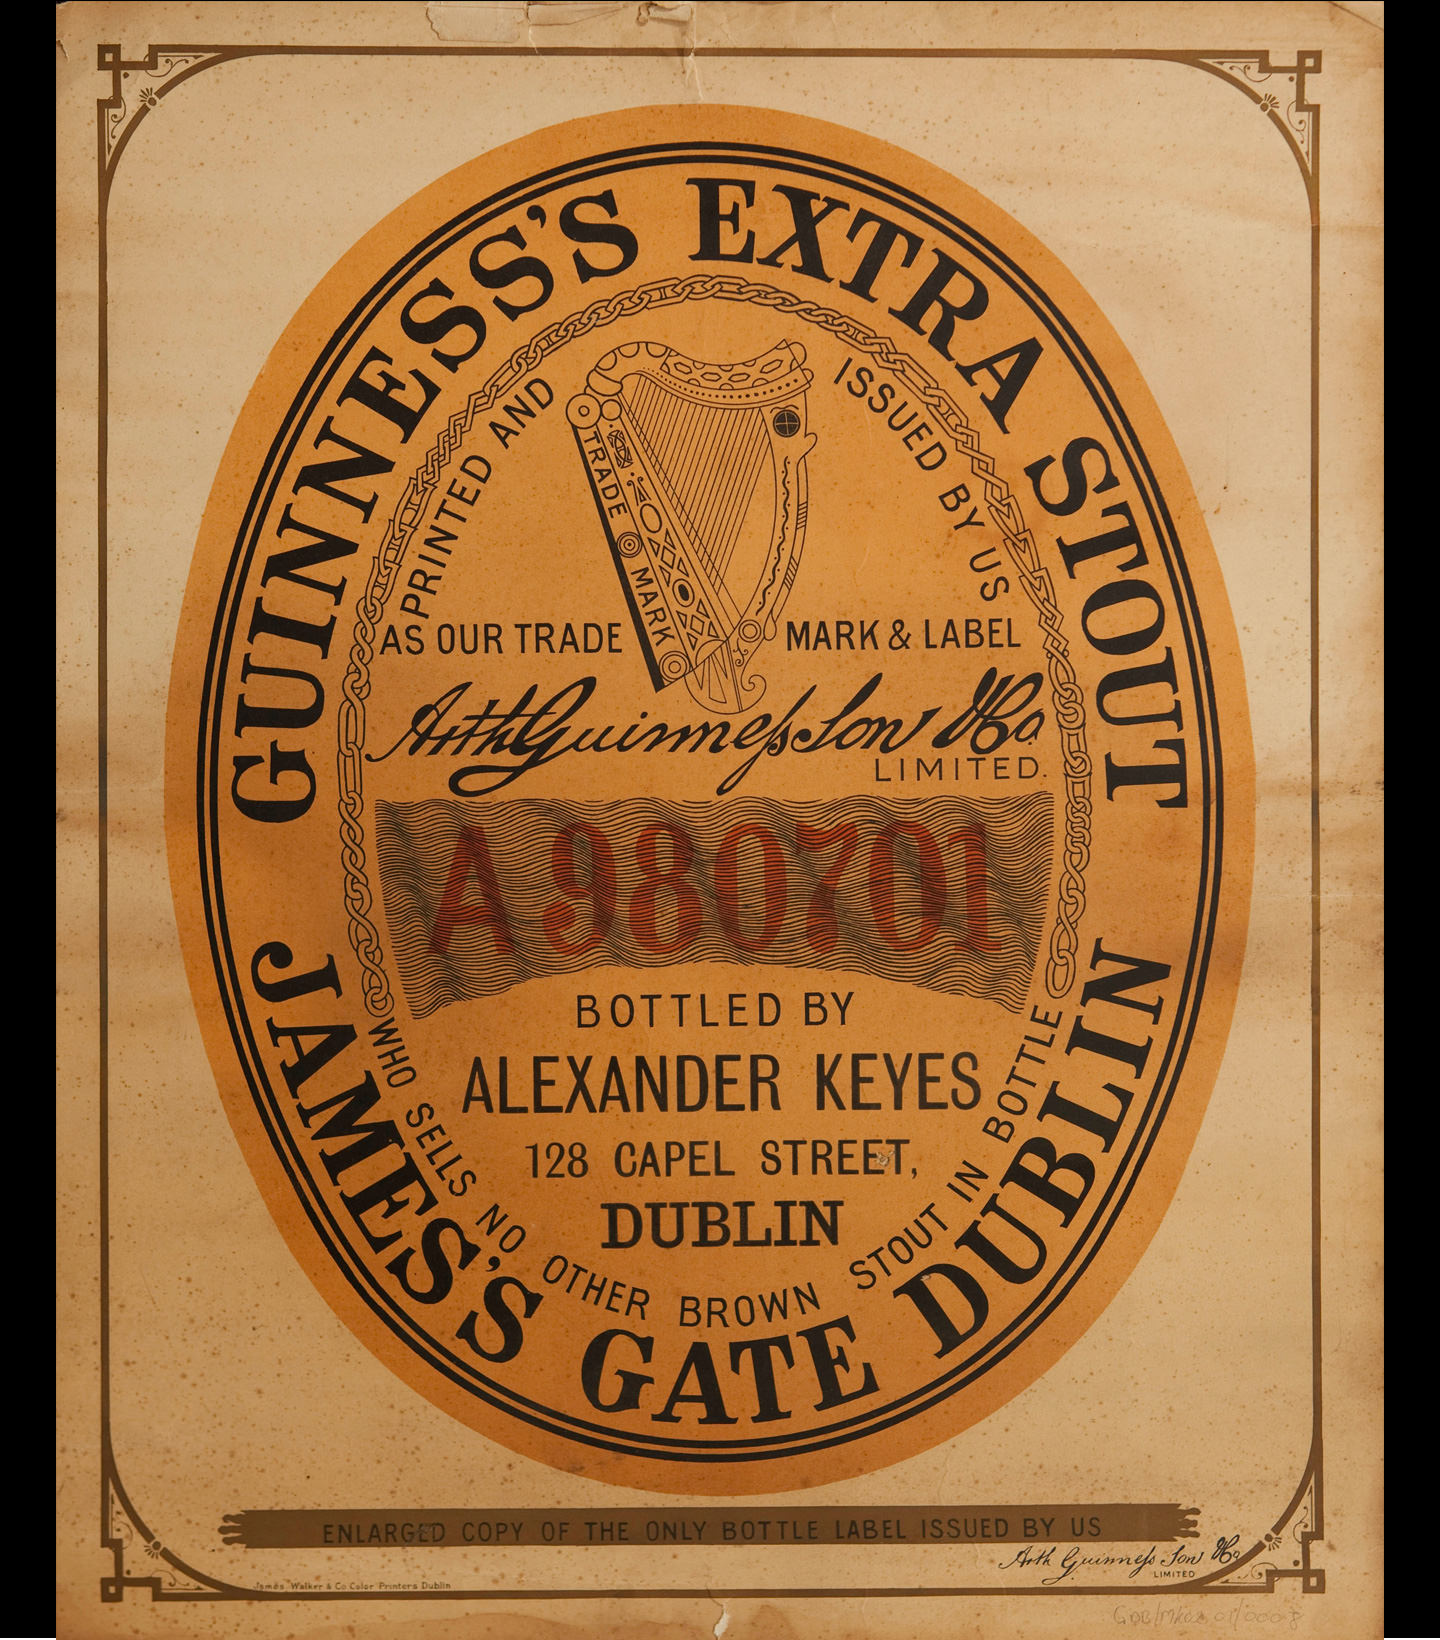 GUINNESS'S EXTRA STOUT
PRINTED AND ISSUED BY US
TRADE MARK
AS OUR TRADE MARK & LABEL
Arth Guinness Son & Co.
LIMITED.
A 980701
BOTTLED BY
ALEXANDER KEYES
128 CAPEL STREET,
DUBLIN
WHO SELLS NO OTHER BROWN STOUT IN BOTTLE
JAMES'S GATE DUBLIN
ENLARGED COPY OF THE ONLY BOTTLE LABEL ISSUED BY US
Arth Guinness Son & Co.
LIMITED
James Walker & Co Color Printers Dublin